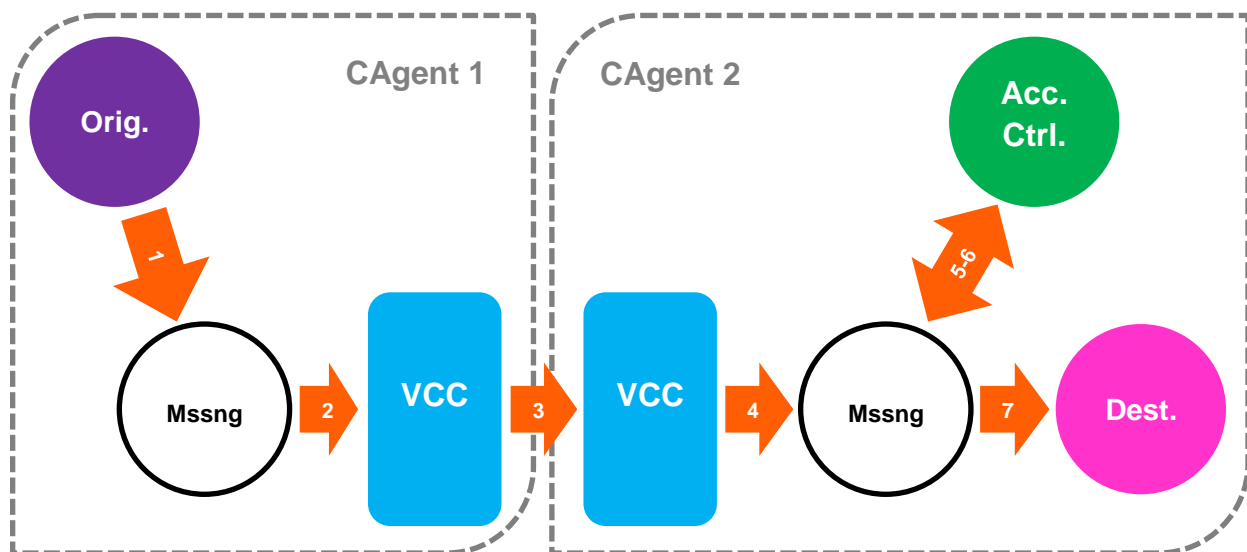 CAgent 1
CAgent 2
Orig.
Acc.
Ctrl.
1
5-6
Mssng
2
VCC
3
VCC
4
Mssng
7
Dest.